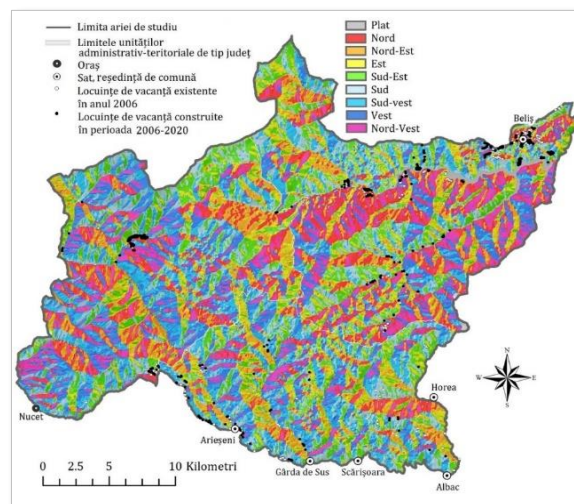 Limita ariei de studiu
Limitele unităților
administrativ-teritoriale de tip județ
Oraș
Sat, reședință de comună
Locuințe de vacanță existente
în anul 2006
Locuințe de vacanță construite
în perioada 2006-2020
Plat
Nord
Nord-Est
Est
Sud-Est
Sud
Sud-vest
Vest
Nord-Vest
Beliș
Horea
Nucet
Arieșeni
Gârda de Sus
Scărișoara
Albac
N
W
E
S
0 2.5 5 10 Kilometri